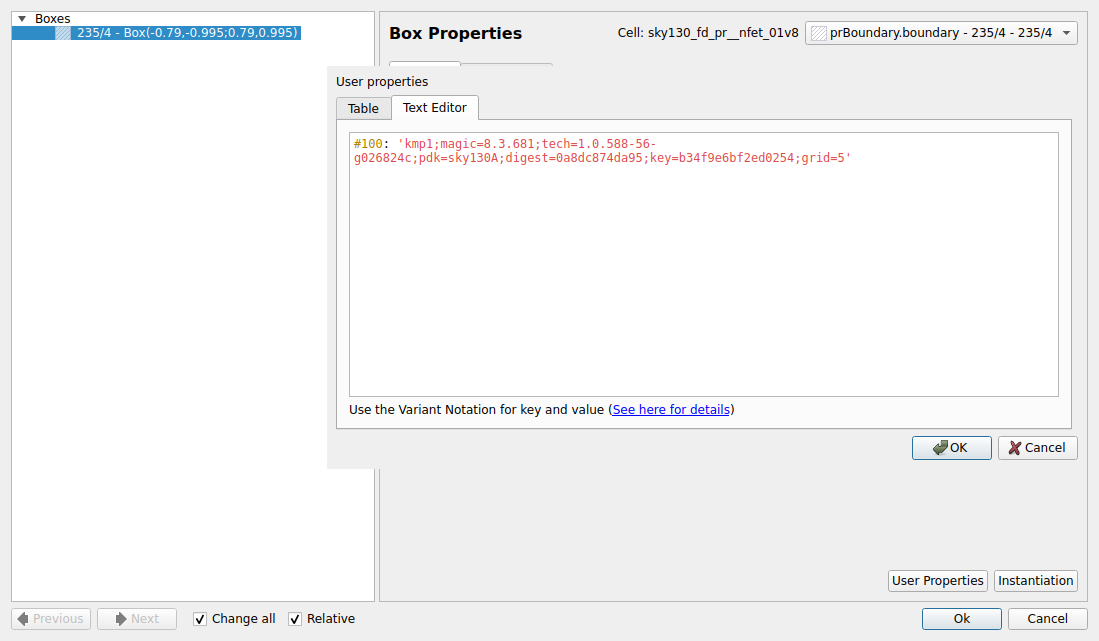 Boxes
235/4 - Box(-0.79,-0.995;0.79,0.995)
Box Properties
Cell: sky130_fd_pr__nfet_01v8
prBoundary.boundary - 235/4 - 235/4
User properties
Table
Text Editor
#100: 'kmp1;magic=8.3.681;tech=1.0.588-56-
g026824c;pdk=sky130A;digest=0a8dc874da95;key=b34f9e6bf2ed0254;grid=5'
Use the Variant Notation for key and value (See here for details)
OK
Cancel
User Properties
Instantiation
Previous
Next
Change all
Relative
Ok
Cancel